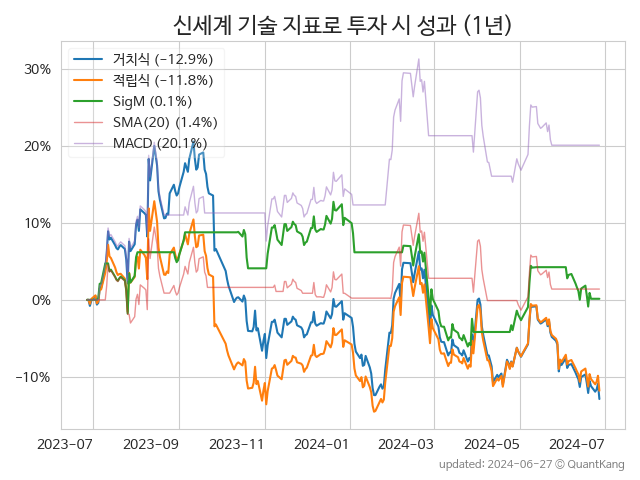 신세계 기술 지표로 투자 시 성과 (1년)
거치식 (−12.9%)
적립식 (−11.8%)
SigM (0.1%)
SMA(20) (1.4%)
MACD (20.1%)
30%
20%
10%
0%
−10%
2023-07 2023-09 2023-11 2024-01 2024-03 2024-05 2024-07
updated: 2024-06-27 © QuantKang